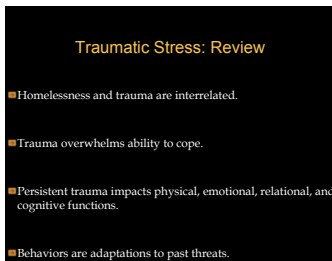 Traumatic Stress: Review
Homelessness and trauma are interrelated.
Trauma overwhelms ability to cope.
Persistent trauma impacts physical, emotional, relational, and
cognitive functions.
Behaviors are adaptations to past threats.